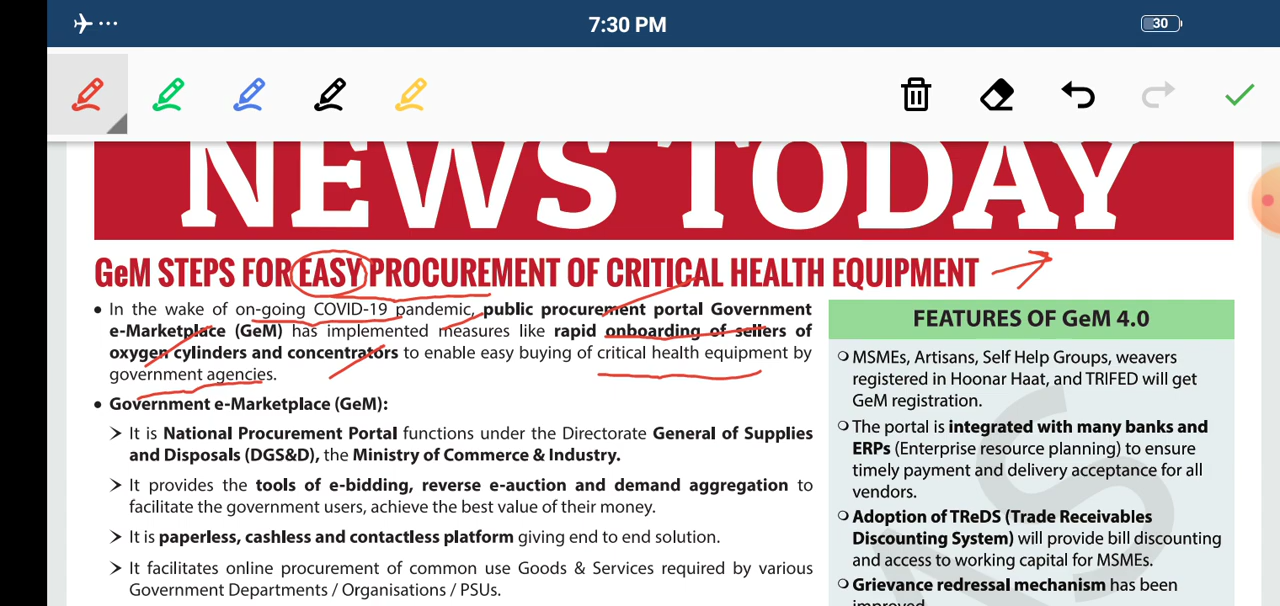 7:30 PM
30
NEWS TODAY
GeM STEPS FOR EASY PROCUREMENT OF CRITICAL HEALTH EQUIPMENT
• In the wake of on-going COVID-19 pandemic, public procurement portal Government
e-Marketplace (GeM) has implemented measures like rapid onboarding of sellers of
oxygen cylinders and concentrators to enable easy buying of critical health equipment by
government agencies.
• Government e-Marketplace (GeM):
➢ It is National Procurement Portal functions under the Directorate General of Supplies
and Disposals (DGS&D), the Ministry of Commerce & Industry.
➢ It provides the tools of e-bidding, reverse e-auction and demand aggregation to
facilitate the government users, achieve the best value of their money.
➢ It is paperless, cashless and contactless platform giving end to end solution.
➢ It facilitates online procurement of common use Goods & Services required by various
Government Departments / Organisations / PSUs.
FEATURES OF GeM 4.0
○ MSMEs, Artisans, Self Help Groups, weavers
registered in Hoonar Haat, and TRIFED will get
GeM registration.
○ The portal is integrated with many banks and
ERPs (Enterprise resource planning) to ensure
timely payment and delivery acceptance for all
vendors.
○ Adoption of TReDS (Trade Receivables
Discounting System) will provide bill discounting
and access to working capital for MSMEs.
○ Grievance redressal mechanism has been
improved